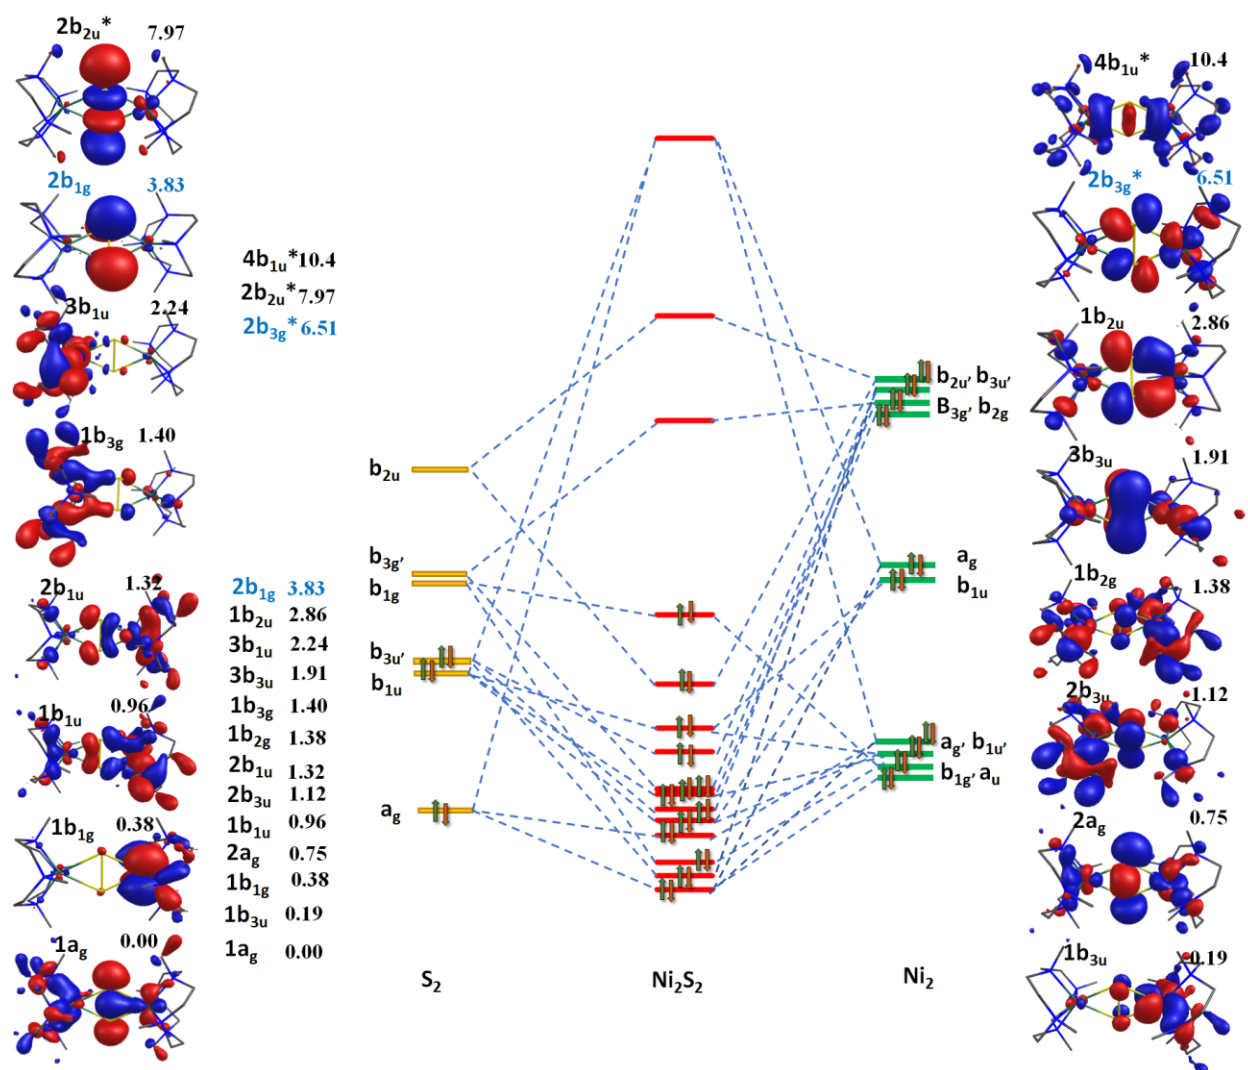 2b2u* 7.97
2b1g 3.83
3b1u 2.24
1b3g 1.40
2b1u 1.32
1b1u 0.96
1b1g 0.38
1ag 0.00
4b1u* 10.4
2b2u* 7.97
2b3g* 6.51
2b1g 3.83
1b2u 2.86
3b1u 2.24
3b3u 1.91
1b3g 1.40
1b2g 1.38
2b1u 1.32
2b3u 1.12
1b1u 0.96
2ag 0.75
1b1g 0.38
1b3u 0.19
1ag 0.00
b2u
b3g'
b1g
b3u'
b1u
ag
S2
Ni2S2
b2u' b3u'
B3g' b2g
ag
b1u
ag' b1u'
b1g' au
Ni2
4b1u* 10.4
2b3g* 6.51
1b2u 2.86
3b3u 1.91
1b2g 1.38
2b3u 1.12
2ag 0.75
1b3u 0.19